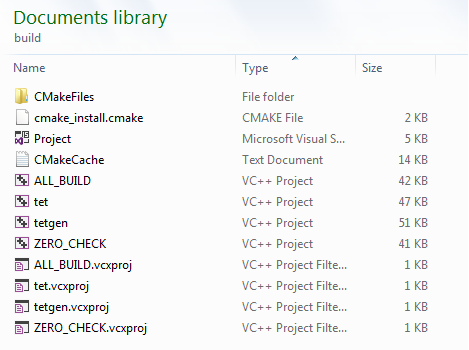 Documents library
build
Name Type Size
CMakeFiles File folder
cmake_install.cmake CMAKE File 2 KB
Project Microsoft Visual S... 5 KB
CMakeCache Text Document 14 KB
ALL_BUILD VC++ Project 42 KB
tet VC++ Project 47 KB
tetgen VC++ Project 51 KB
ZERO_CHECK VC++ Project 41 KB
ALL_BUILD.vcxproj VC++ Project Filte... 1 KB
tet.vcxproj VC++ Project Filte... 1 KB
tetgen.vcxproj VC++ Project Filte... 1 KB
ZERO_CHECK.vcxproj VC++ Project Filte... 1 KB